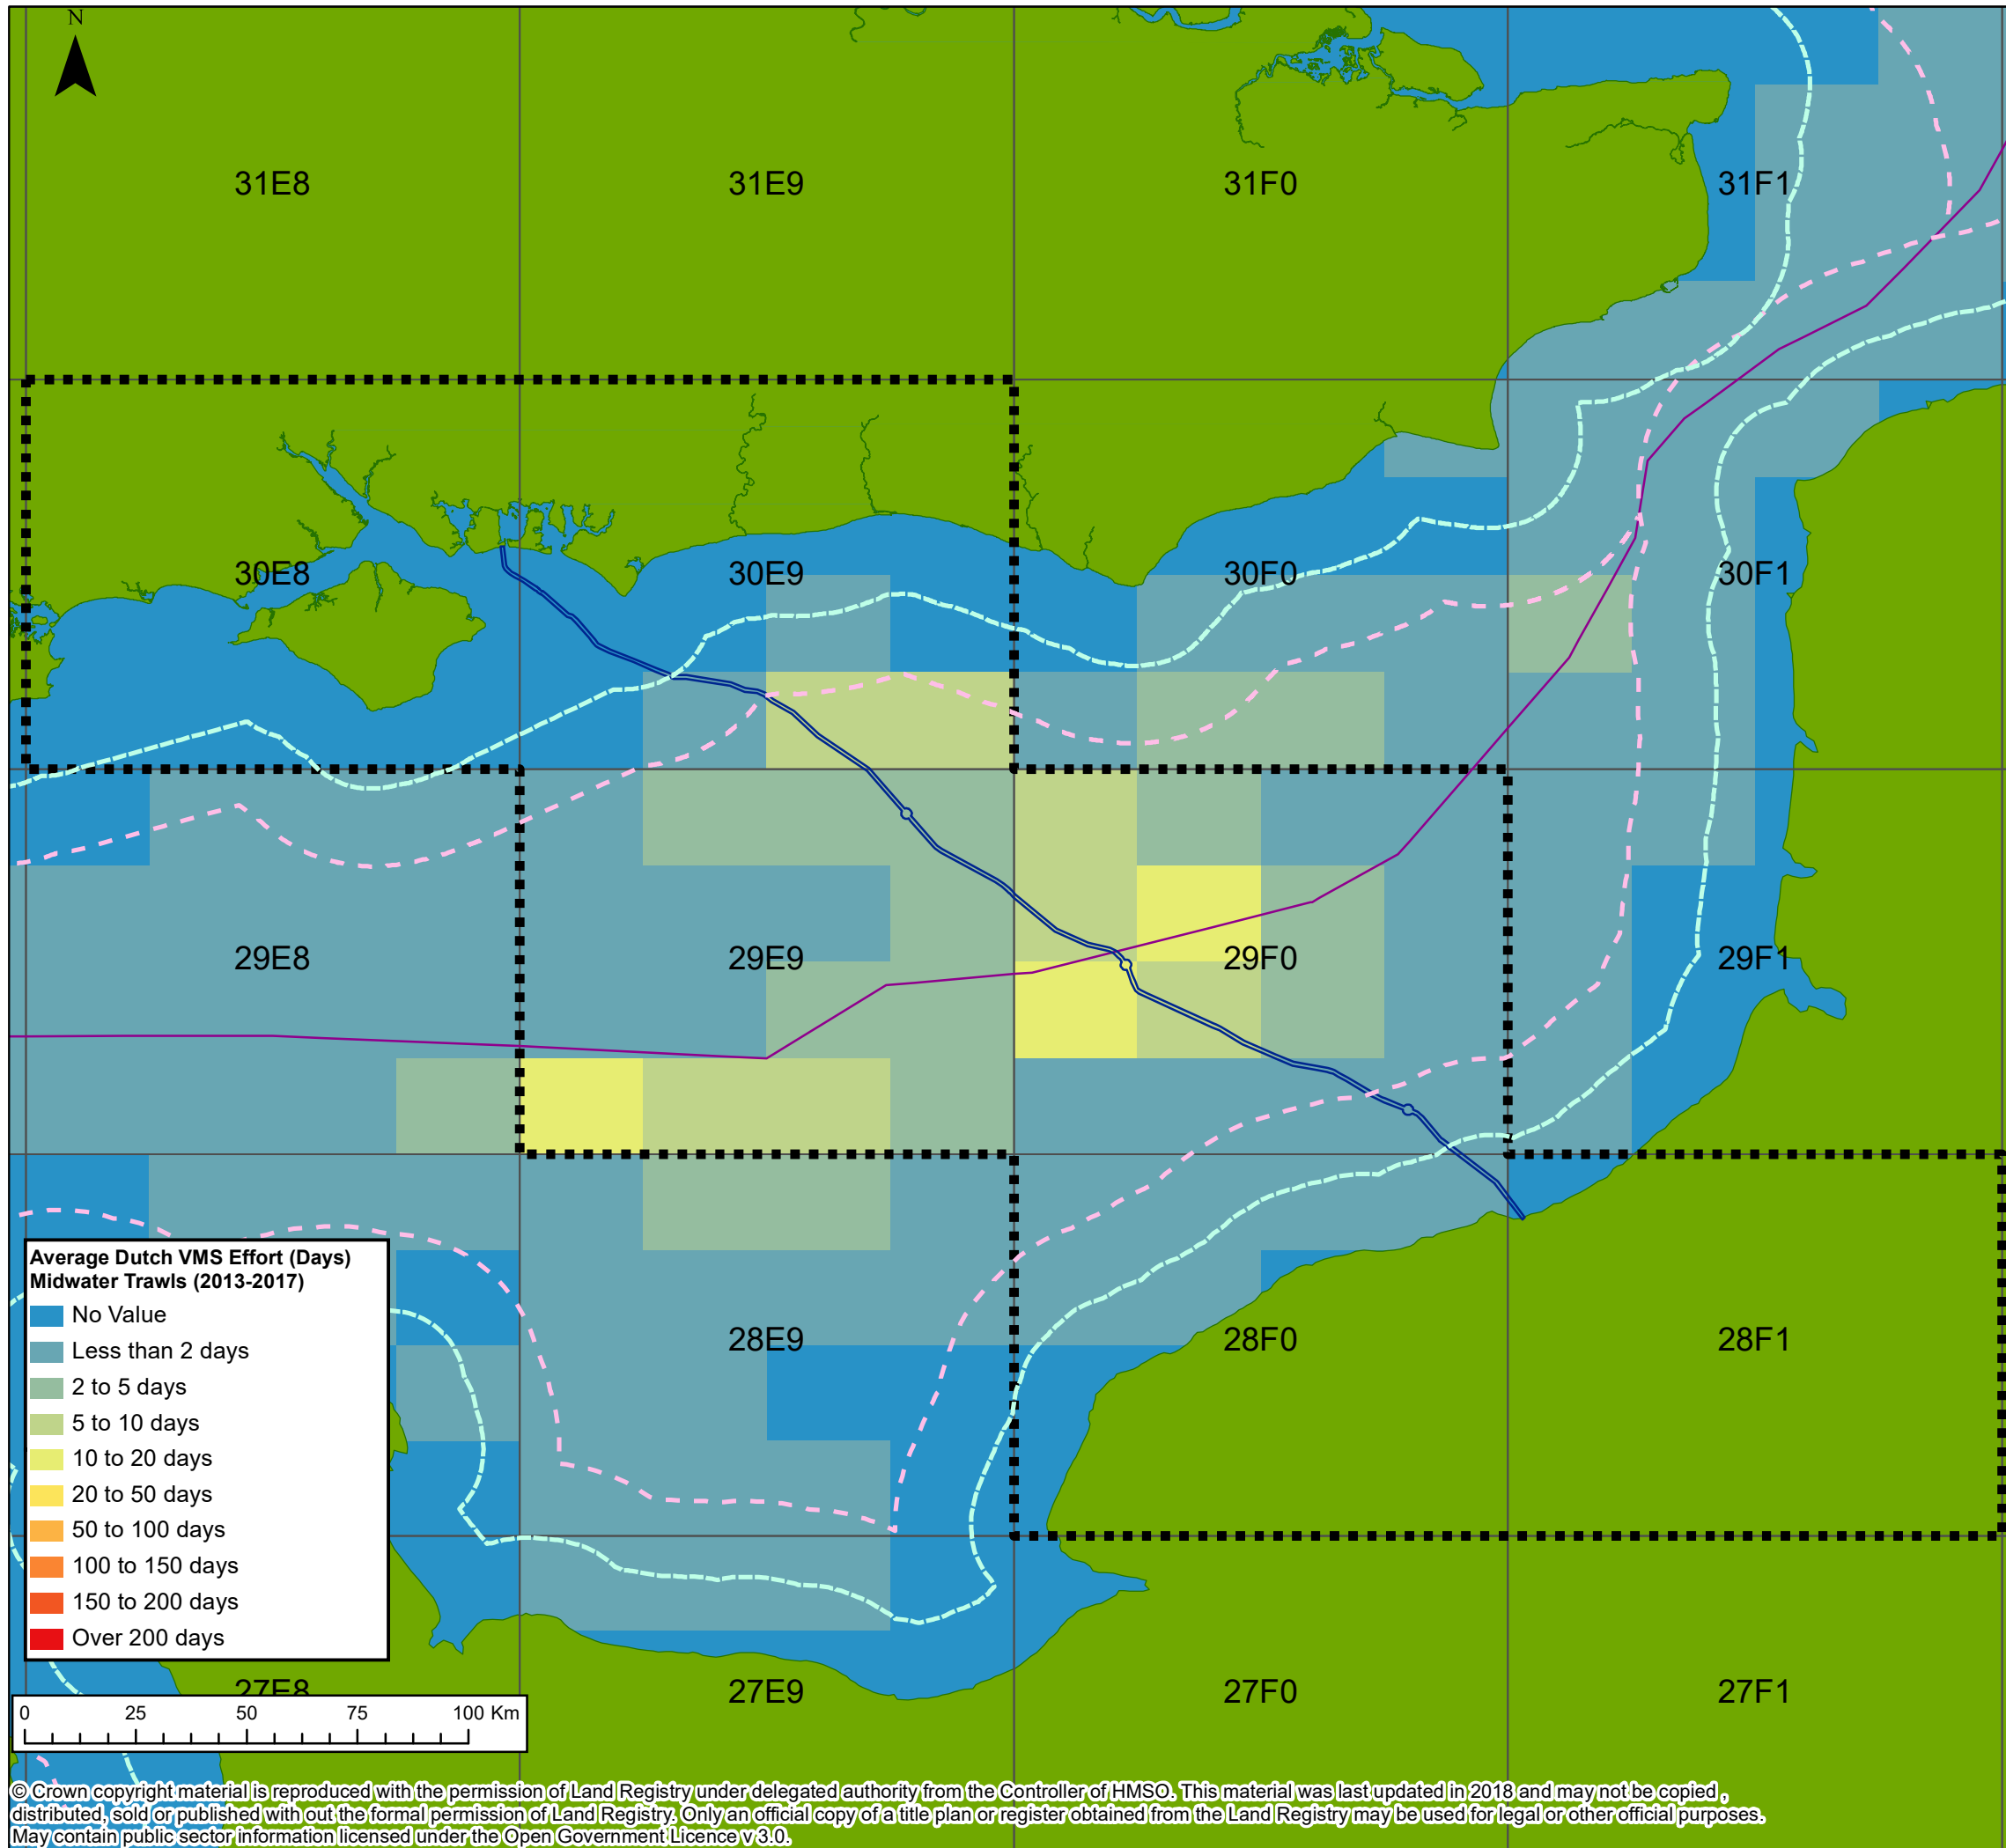 N
31E8 31E9 31F0 31F1
30E8 30E9 30F0 30F1
29E8 29E9 29F0 29F1
28E9 28F0 28F1
Average Dutch VMS Effort (Days)
Midwater Trawls (2013-2017)
No Value
Less than 2 days
2 to 5 days
5 to 10 days
10 to 20 days
20 to 50 days
50 to 100 days
100 to 150 days
150 to 200 days
Over 200 days
27E8 27E9 27F0 27F1
0 25 50 75 100 Km
© Crown copyright material is reproduced with the permission of Land Registry under delegated authority from the Controller of HMSO. This material was last updated in 2018 and may not be copied ,
distributed, sold or published with out the formal permission of Land Registry. Only an official copy of a title plan or register obtained from the Land Registry may be used for legal or other official purposes.
May contain public sector information licensed under the Open Government Licence v 3.0.